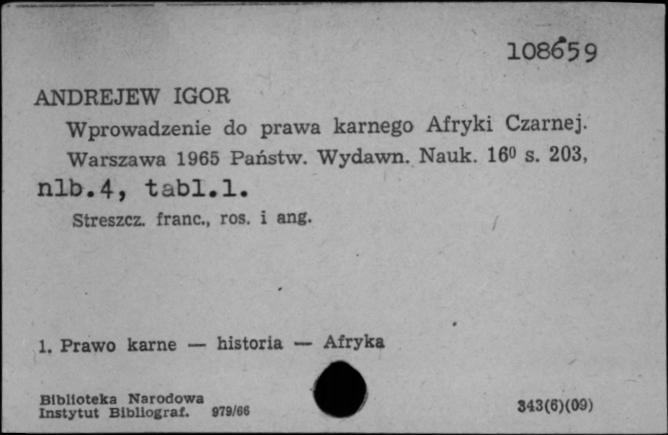 108659
ANDREJEW IGOR
Wprowadzenie do prawa karnego Afryki Czarnej.
Warszawa 1965 Państw. Wydawn. Nauk. 16⁰ s. 203,
nlb.4, tabl.1.
Streszcz. franc., ros. i ang.
1. Prawo karne — historia — Afryka
Biblioteka Narodowa
Instytut Bibliograf. 979/66
343(6)(09)